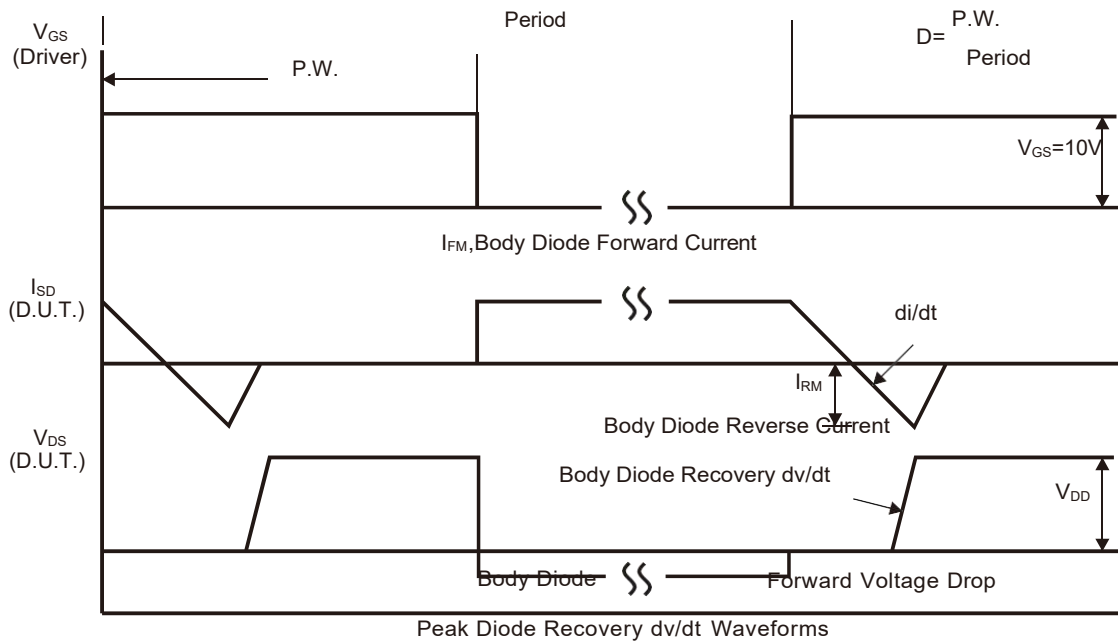 Period
VGS
(Driver)
P.W.
D= P.W.
Period
VGS=10V
IFM,Body Diode Forward Current
ISD
(D.U.T.)
di/dt
IRM
Body Diode Reverse Current
VDS
(D.U.T.)
Body Diode Recovery dv/dt
VDD
Body Diode Forward Voltage Drop
Peak Diode Recovery dv/dt Waveforms